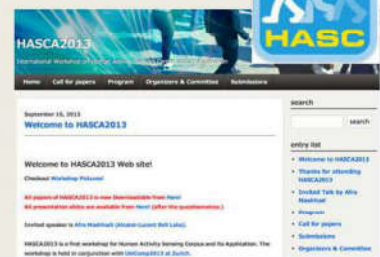 HASCA2013
International Workshop of Human Activity Sensing Corpus and Its Application
HASC
Home Call for papers Program Organizers & Committee Submissions
September 15, 2013
Welcome to HASCA2013
Welcome to HASCA2013 Web site!
Checkout Workshop Pictures!
All papers of HASCA2013 is now Downloadable from Here!
All presentation slides are available from Here! (after the questionnaires.)
Invited speaker is Afra Mashhadi (Alcatel-Lucent Bell Labs).
HASCA2013 is a first workshop for Human Activity Sensing Corpus and its Application. The
workshop is held in conjunction with UbiComp2013 at Zurich.
search
search
entry list
Welcome to HASCA2013
Thanks for attending
HASCA2013
Invited Talk by Afra
Mashhadi
Program
Call for papers
Submissions
Organizers & Committee